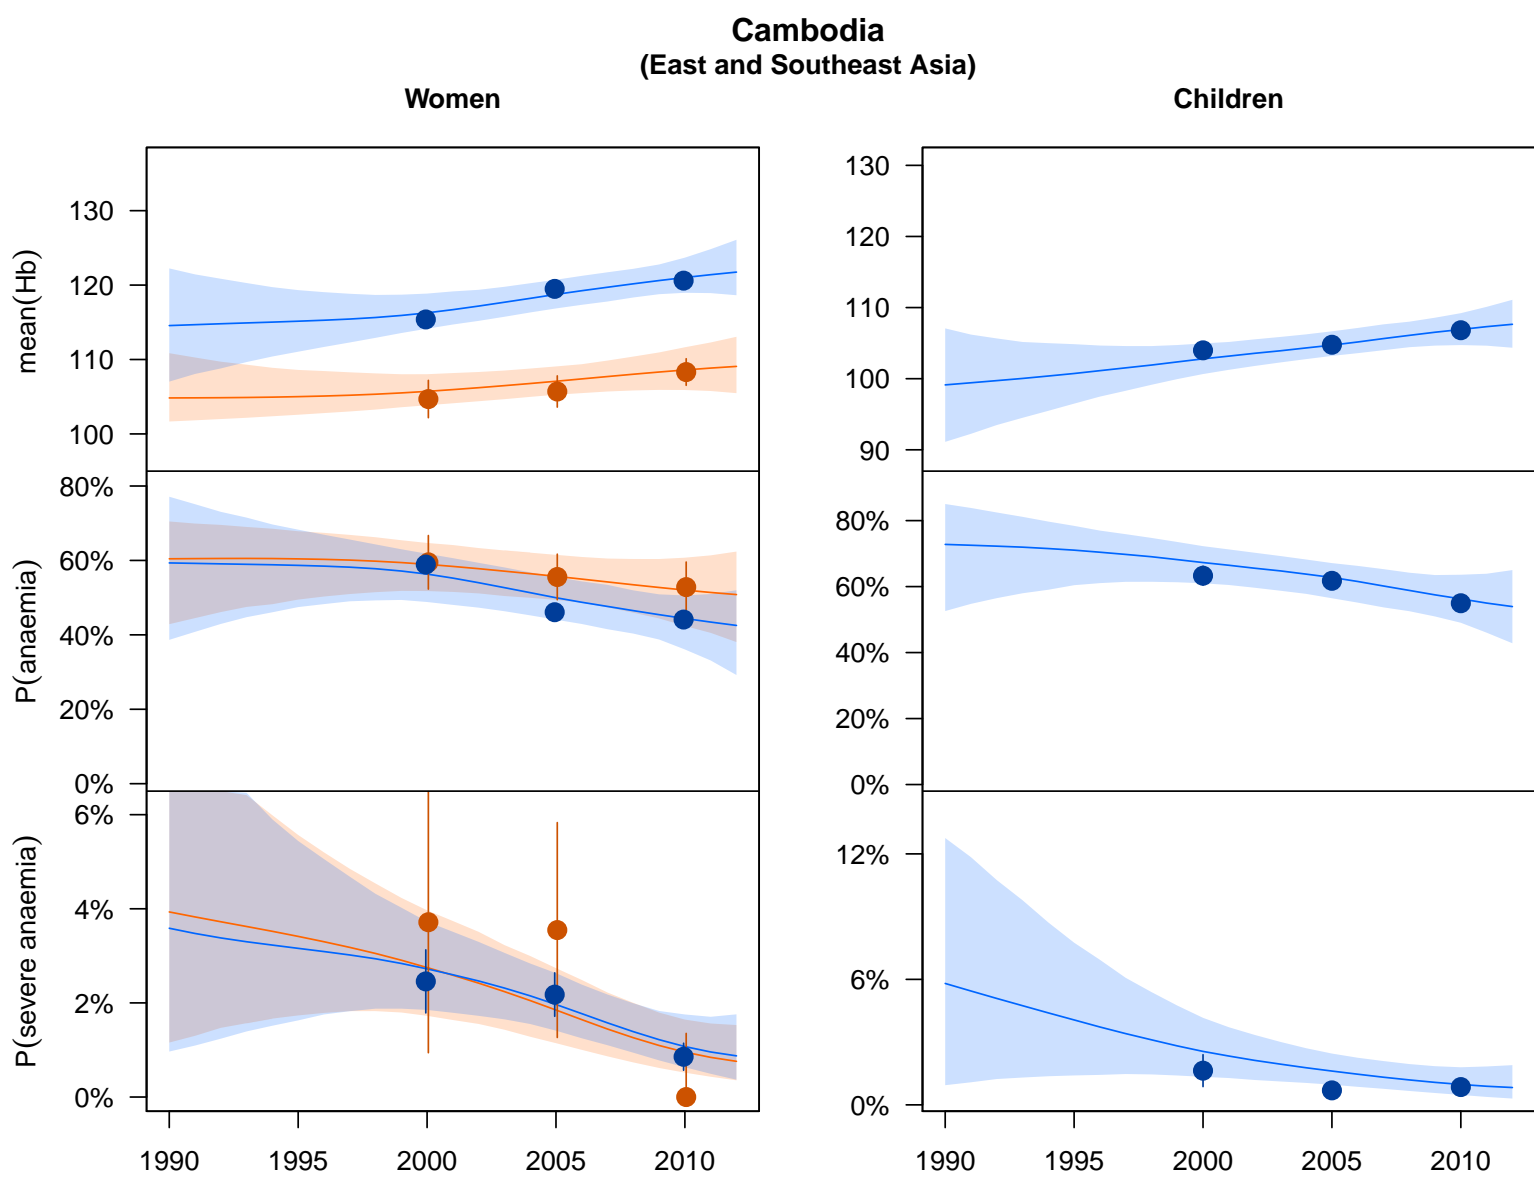 Cambodia
(East and Southeast Asia)
Women
Children
mean(Hb)
130
120
110
100
130
120
110
100
90
P(anaemia)
80%
60%
40%
20%
0%
80%
60%
40%
20%
0%
P(severe anaemia)
6%
4%
2%
0%
12%
6%
0%
1990 1995 2000 2005 2010
1990 1995 2000 2005 2010